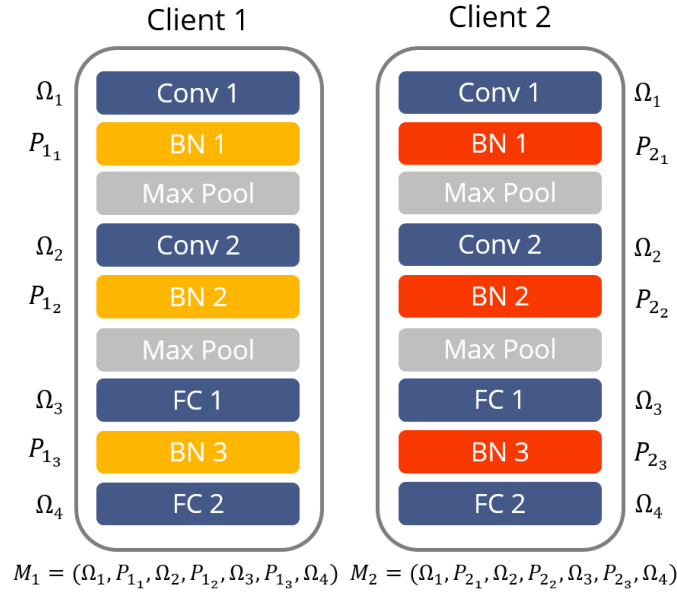 Client 1 Client 2
Ω₁ Conv 1 Conv 1 Ω₁
P₁₁ BN 1 BN 1 P₂₁
Max Pool Max Pool
Ω₂ Conv 2 Conv 2 Ω₂
P₁₂ BN 2 BN 2 P₂₂
Max Pool Max Pool
Ω₃ FC 1 FC 1 Ω₃
P₁₃ BN 3 BN 3 P₂₃
Ω₄ FC 2 FC 2 Ω₄
M₁ = (Ω₁, P₁₁, Ω₂, P₁₂, Ω₃, P₁₃, Ω₄) M₂ = (Ω₁, P₂₁, Ω₂, P₂₂, Ω₃, P₂₃, Ω₄)